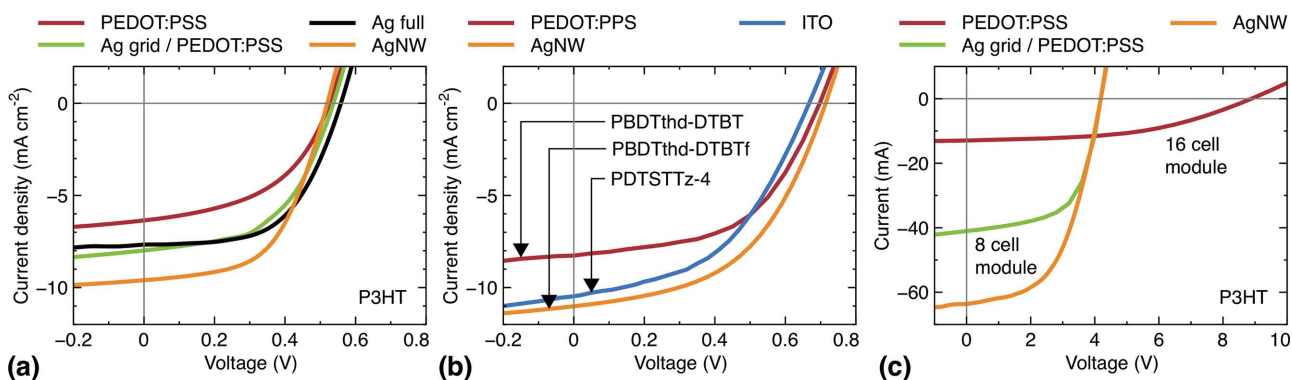 PEDOT:PSS
Ag full
Ag grid / PEDOT:PSS
AgNW
Current density (mA cm⁻²)
0
−5
−10
−0.2
0
0.2
0.4
0.6
0.8
Voltage (V)
P3HT
(a)
PEDOT:PPS
ITO
AgNW
Current density (mA cm⁻²)
0
−5
−10
PBDTthd-DTBT
PBDTthd-DTBTf
PDTSTTz-4
−0.2
0
0.2
0.4
0.6
0.8
Voltage (V)
(b)
PEDOT:PSS
AgNW
Ag grid / PEDOT:PSS
Current (mA)
0
−20
−40
−60
16 cell
module
8 cell
module
P3HT
0
2
4
6
8
10
Voltage (V)
(c)